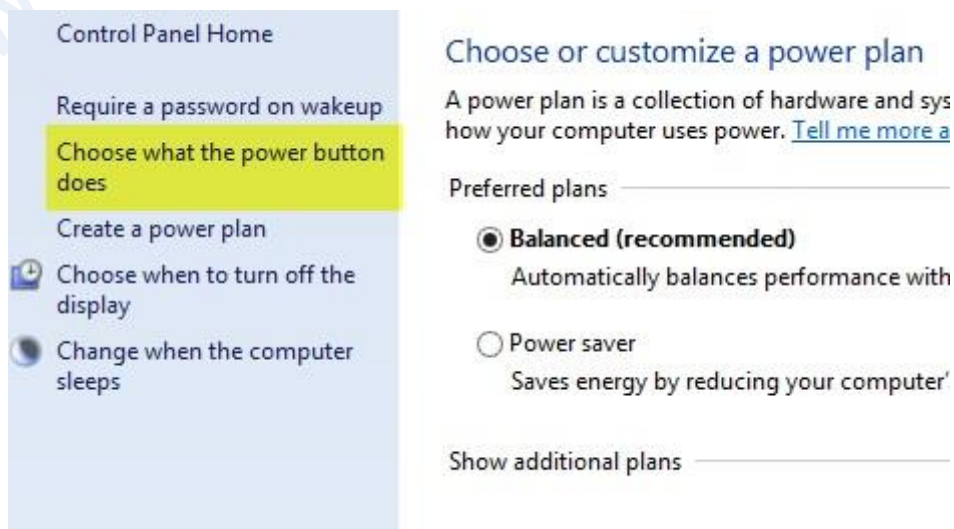 Control Panel Home
Require a password on wakeup
Choose what the power button
does
Create a power plan
Choose when to turn off the
display
Change when the computer
sleeps
Choose or customize a power plan
A power plan is a collection of hardware and sys
how your computer uses power. Tell me more a
Preferred plans
Balanced (recommended)
Automatically balances performance with
Power saver
Saves energy by reducing your computer'
Show additional plans